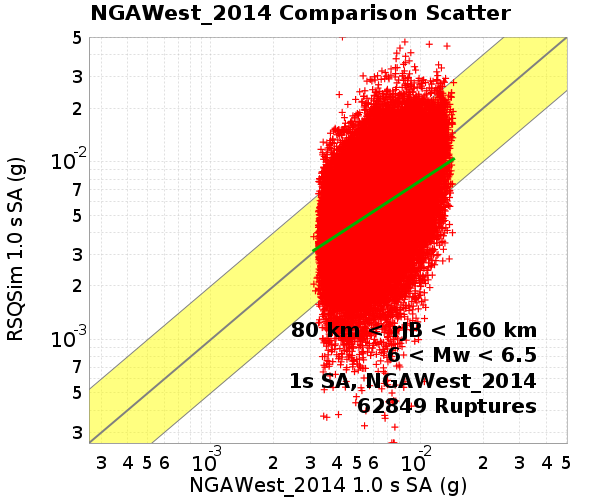 NGAWest_2014 Comparison Scatter
5
3
2
10-2
7
5
3
2
10-3
7
5
3
RSQSim 1.0 s SA (g)
80 km < rJB < 160 km
6 < Mw < 6.5
1s SA, NGAWest_2014
62849 Ruptures
3 4 5 6 10-3 2 3 4 5 6 10-2 2 3 4 5
NGAWest_2014 1.0 s SA (g)